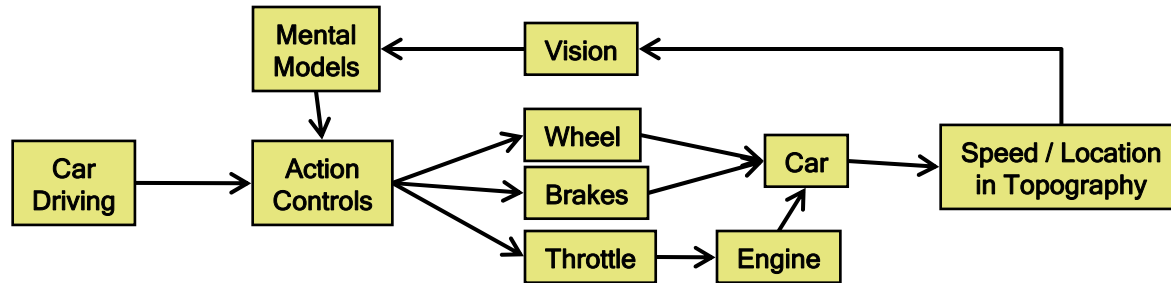 Mental
Models
Vision
Car
Driving
Action
Controls
Wheel
Brakes
Throttle
Engine
Car
Speed / Location
in Topography